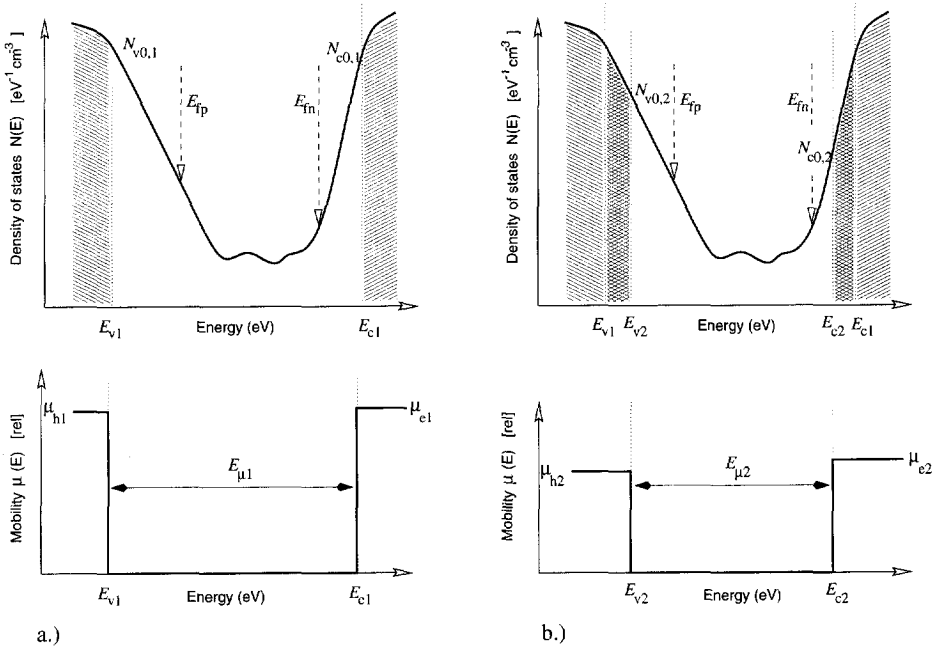 Density of states N(E) [eV⁻¹cm⁻³]
N_v0,1
N_c0,1
E_fp
E_fn
E_v1
Energy (eV)
E_c1
Density of states N(E) [eV⁻¹cm⁻³]
N_v0,2
E_fp
E_fn
N_c0,2
E_v1
E_v2
Energy (eV)
E_c2
E_c1
Mobility μ (E) [rel]
μ_h1
E_μ1
μ_e1
E_v1
Energy (eV)
E_c1
a.)
Mobility μ (E) [rel]
μ_h2
E_μ2
μ_e2
E_v2
Energy (eV)
E_c2
b.)